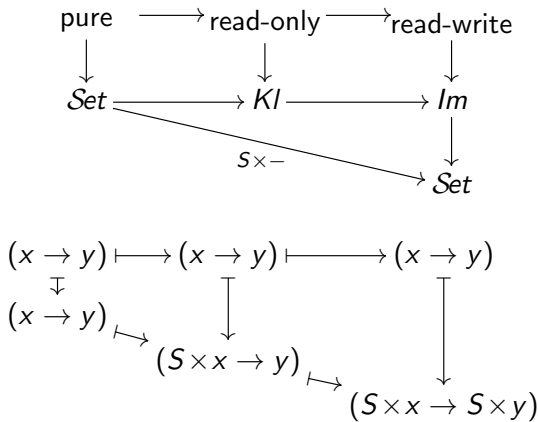 pure read-only read-write
Set Kl Im
S×−
Set
(x → y) (x → y) (x → y)
(x → y)
(S×x → y)
(S×x → S×y)